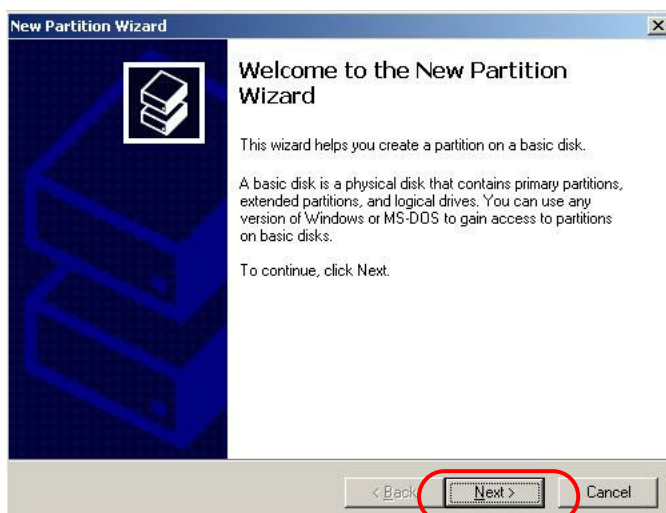 New Partition Wizard
Welcome to the New Partition
Wizard
This wizard helps you create a partition on a basic disk.
A basic disk is a physical disk that contains primary partitions,
extended partitions, and logical drives. You can use any
version of Windows or MS-DOS to gain access to partitions
on basic disks.
To continue, click Next.
< Back Next > Cancel